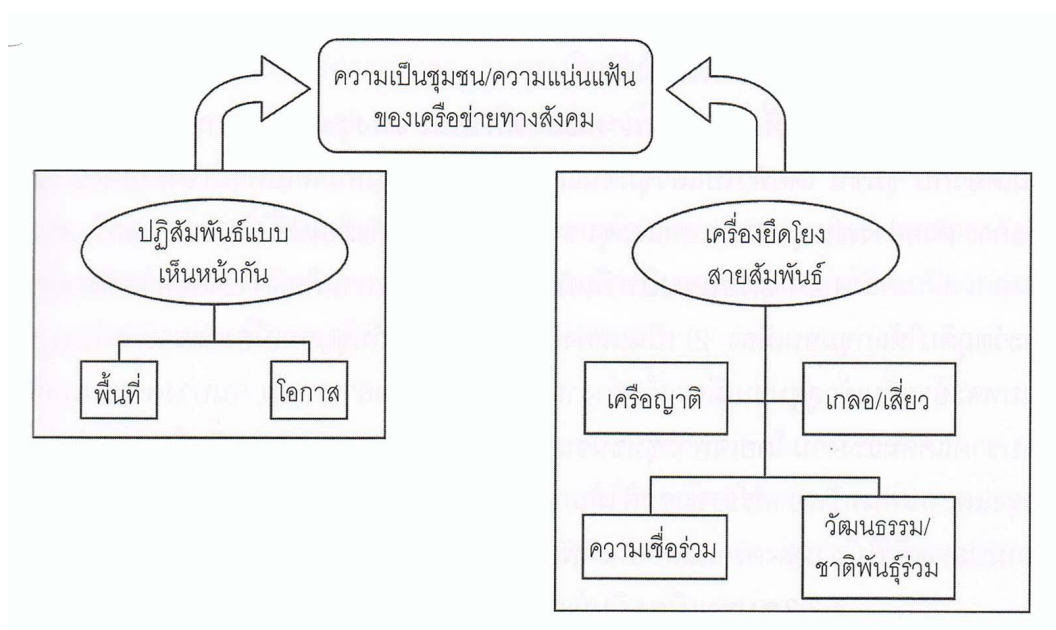 ความเป็นชุมชน/ความแน่นแฟ้น
ของเครือข่ายทางสังคม
ปฏิสัมพันธ์แบบ
เห็นหน้ากัน
พื้นที่
โอกาส
เครื่องยึดโยง
สายสัมพันธ์
เครือญาติ
เกลอ/เสี่ยว
ความเชื่อร่วม
วัฒนธรรม/
ชาติพันธุ์ร่วม